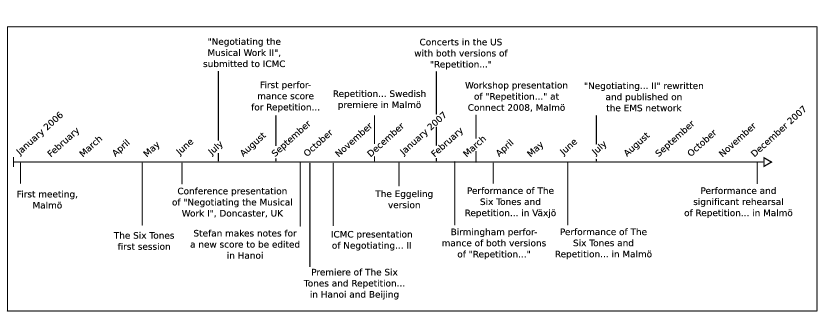 "Negotiating the
Musical Work II",
submitted to ICMC
Concerts in the US
with both versions of
"Repetition..."
First perfor-
mance score
for Repetition...
Repetition... Swedish
premiere in Malmö
Workshop presentation
of "Repetition..." at
Connect 2008, Malmö
"Negotiating... II" rewritten
and published on
the EMS network
January 2006
February
March
April
May
June
July
August
September
October
November
December
January 2007
February
March
April
May
June
July
August
September
October
November
December 2007
First meeting,
Malmö
The Six Tones
first session
Conference presentation
of "Negotiating the Musical
Work I", Doncaster, UK
Stefan makes notes for
a new score to be edited
in Hanoi
Premiere of The Six
Tones and Repetition...
in Hanoi and Beijing
ICMC presentation
of Negotiating... II
The Eggeling
version
Birmingham perfor-
mance of both versions
of "Repetition..."
Performance of The
Six Tones and
Repetition... in Växjö
Performance of The
Six Tones and
Repetition... in Malmö
Performance and
significant rehearsal
of Repetition... in Malmö